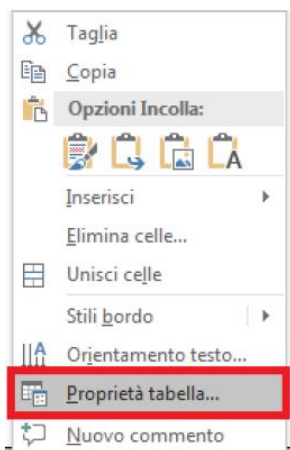 Taglia
Copia
Opzioni Incolla:
A
Inserisci
Elimina celle...
Unisci celle
Stili bordo
A
Orientamento testo...
Proprietà tabella...
Nuovo commento